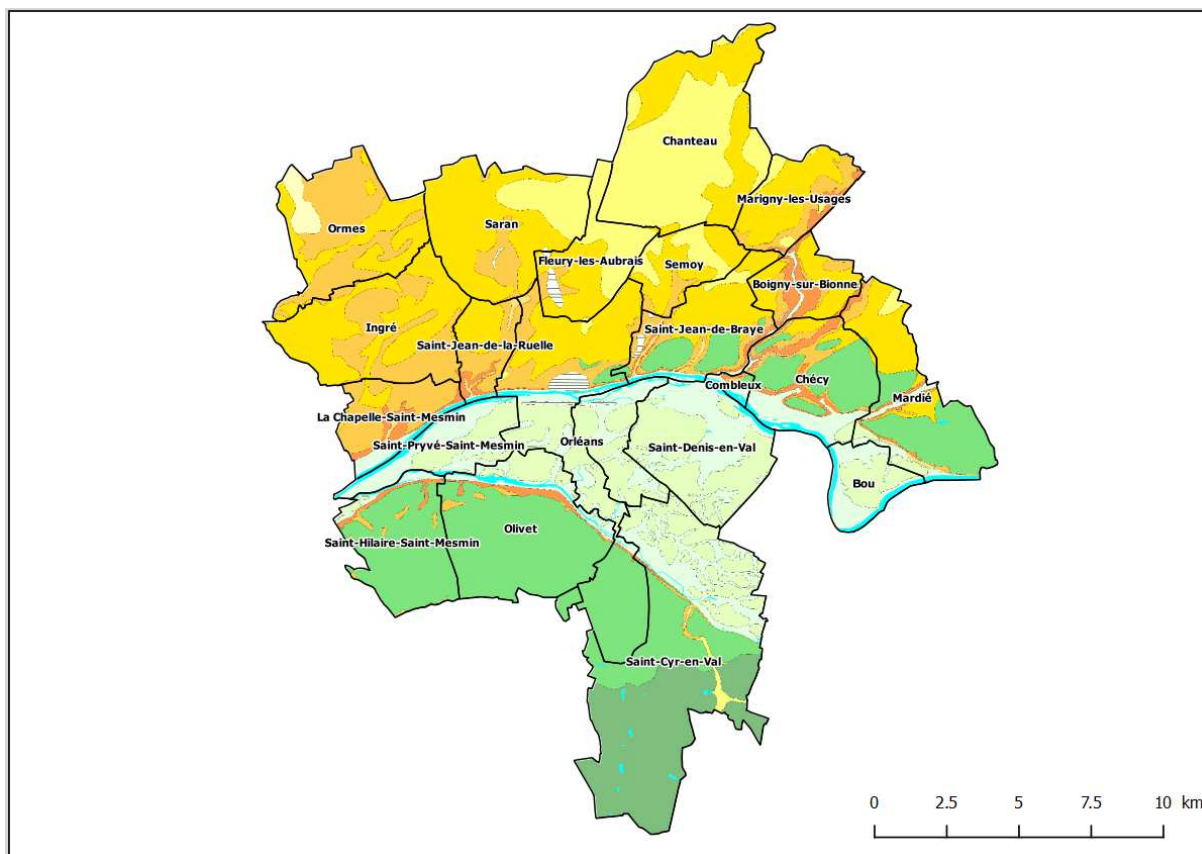 Chanteau
Marigny-les-Usages
Ormes
Saran
Fleury-les-Aubrais
Semoy
Boigny-sur-Bionne
Ingré
Saint-Jean-de-la-Ruelle
Saint-Jean-de-Braye
Chécy
Combleux
Mardié
La Chapelle-Saint-Mesmin
Saint-Pryvé-Saint-Mesmin
Orléans
Saint-Denis-en-Val
Bou
Olivet
Saint-Hilaire-Saint-Mesmin
Saint-Cyr-en-Val
0 2.5 5 7.5 10 km